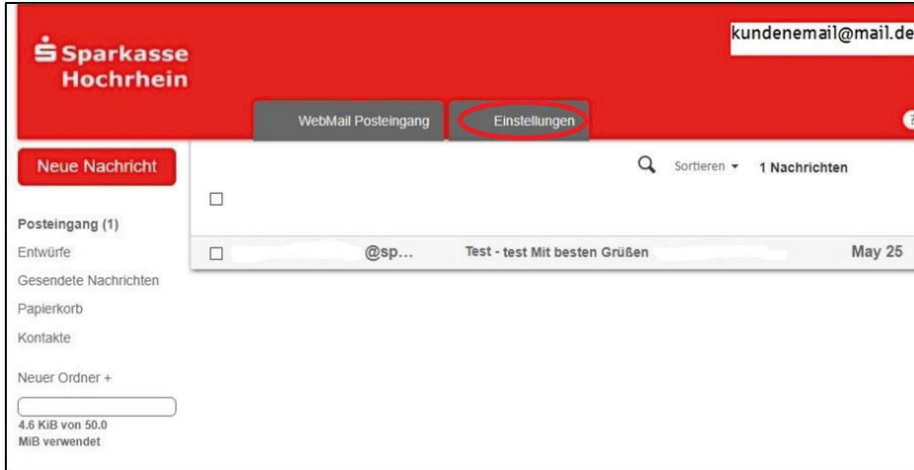 kundenemail@mail.de
Sparkasse
Hochrhein
WebMail Posteingang
Einstellungen
?
Neue Nachricht
Sortieren
1 Nachrichten
Posteingang (1)
Entwürfe
@sp... Test - test Mit besten Grüßen May 25
Gesendete Nachrichten
Papierkorb
Kontakte
Neuer Ordner +
4.6 KiB von 50.0
MiB verwendet